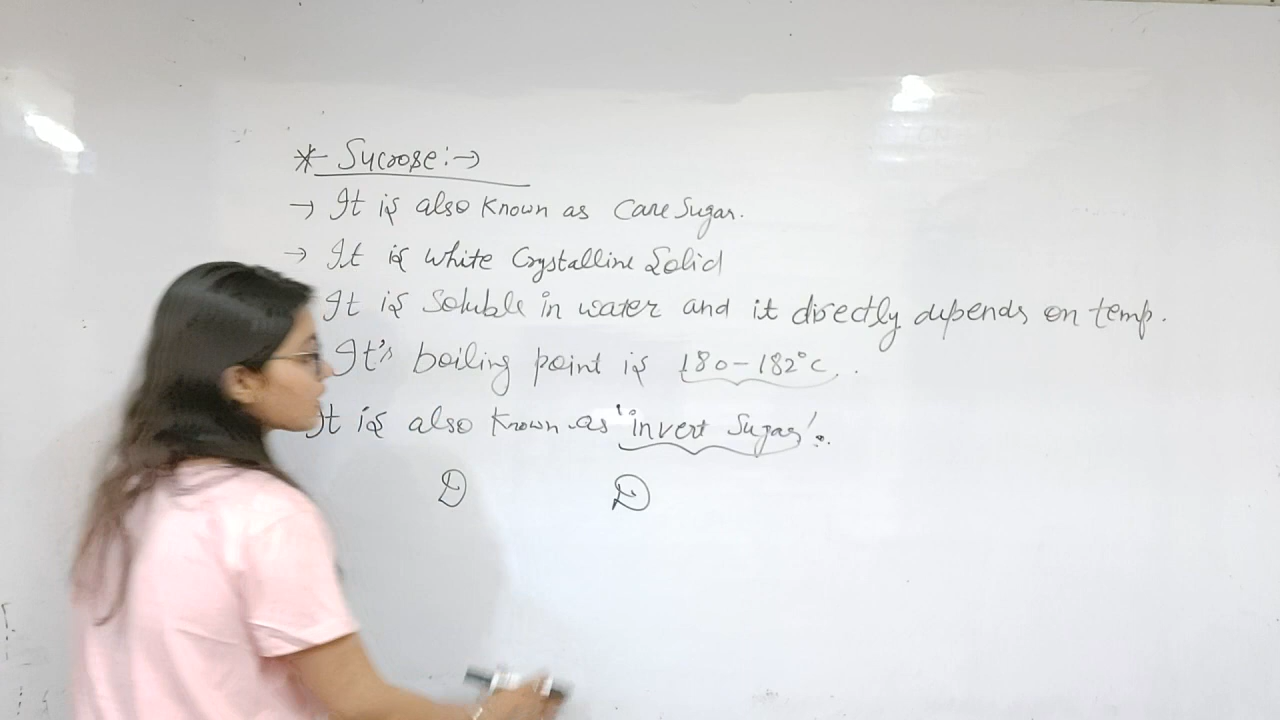 * Sucrose:→
→ It is also Known as Cane Sugar.
→ It is white Crystalline Solid
It is Soluble in water and it directly depends on temp.
It's boiling point is 180-182°C.
It is also Known as 'invert Sugar'.
D D